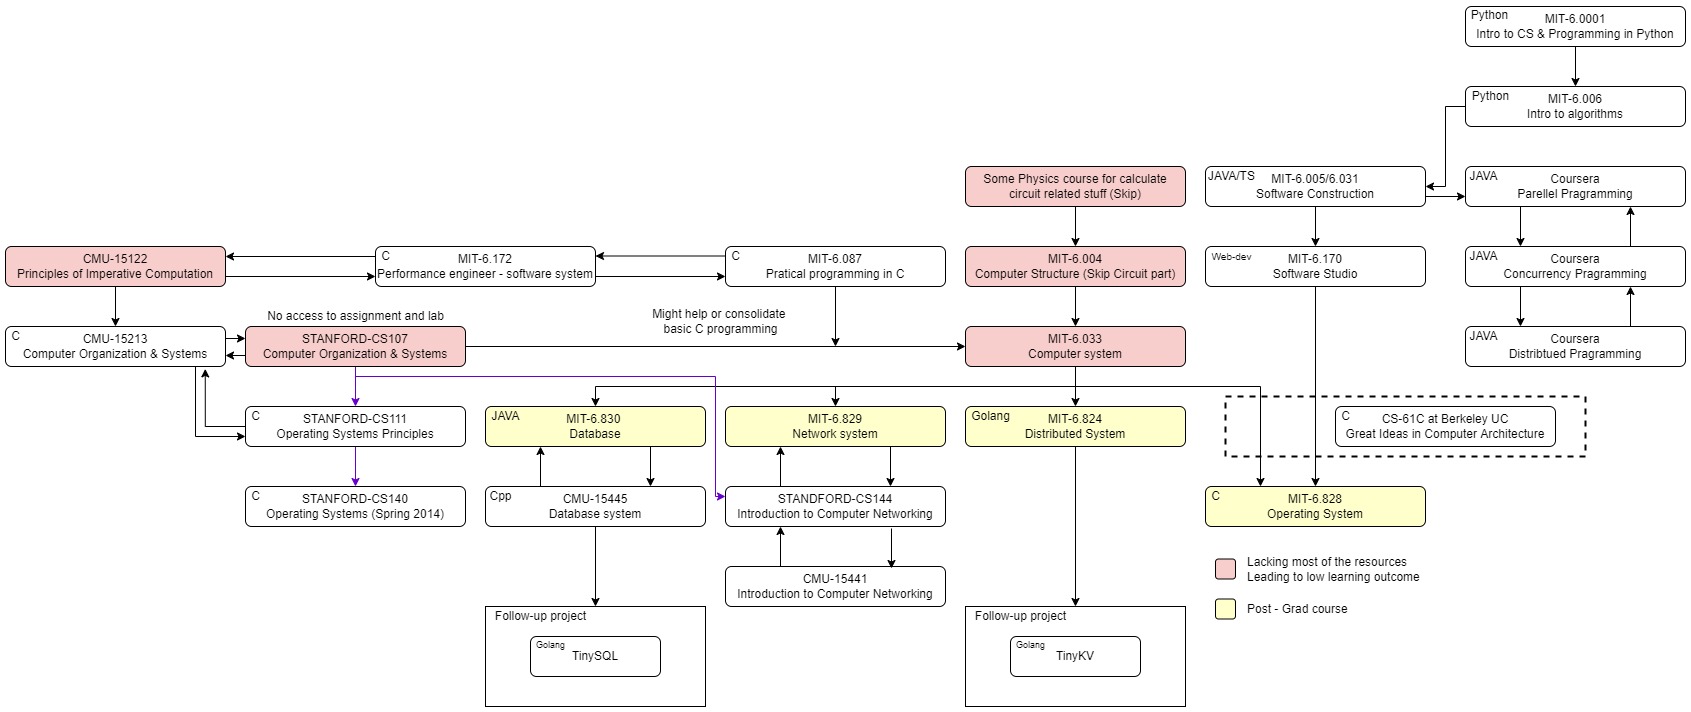 Python
MIT-6.0001
Intro to CS & Programming in Python
Python
MIT-6.006
Intro to algorithms
Some Physics course for calculate
circuit related stuff (Skip)
JAVA/TS
MIT-6.005/6.031
Software Construction
JAVA
Coursera
Parellel Pragramming
CMU-15122
Principles of Imperative Computation
C
MIT-6.172
Performance engineer - software system
C
MIT-6.087
Pratical programming in C
MIT-6.004
Computer Structure (Skip Circuit part)
Web-dev
MIT-6.170
Software Studio
JAVA
Coursera
Concurrency Pragramming
No access to assignment and lab
Might help or consolidate
basic C programming
C
CMU-15213
Computer Organization & Systems
STANFORD-CS107
Computer Organization & Systems
MIT-6.033
Computer system
JAVA
Coursera
Distribtued Pragramming
C
STANFORD-CS111
Operating Systems Principles
JAVA
MIT-6.830
Database
MIT-6.829
Network system
Golang
MIT-6.824
Distributed System
C
CS-61C at Berkeley UC
Great Ideas in Computer Architecture
C
STANFORD-CS140
Operating Systems (Spring 2014)
Cpp
CMU-15445
Database system
STANDFORD-CS144
Introduction to Computer Networking
C
MIT-6.828
Operating System
CMU-15441
Introduction to Computer Networking
Lacking most of the resources
Leading to low learning outcome
Post - Grad course
Follow-up project
Golang
TinySQL
Follow-up project
Golang
TinyKV